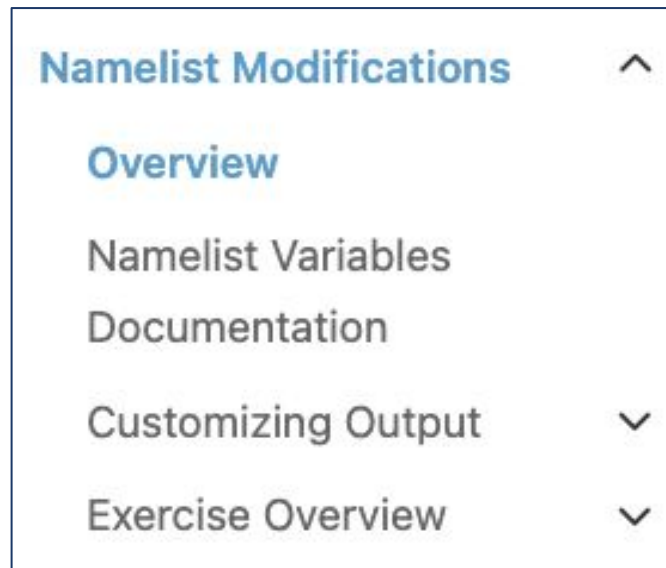 Namelist Modifications
Overview
Namelist Variables
Documentation
Customizing Output
Exercise Overview